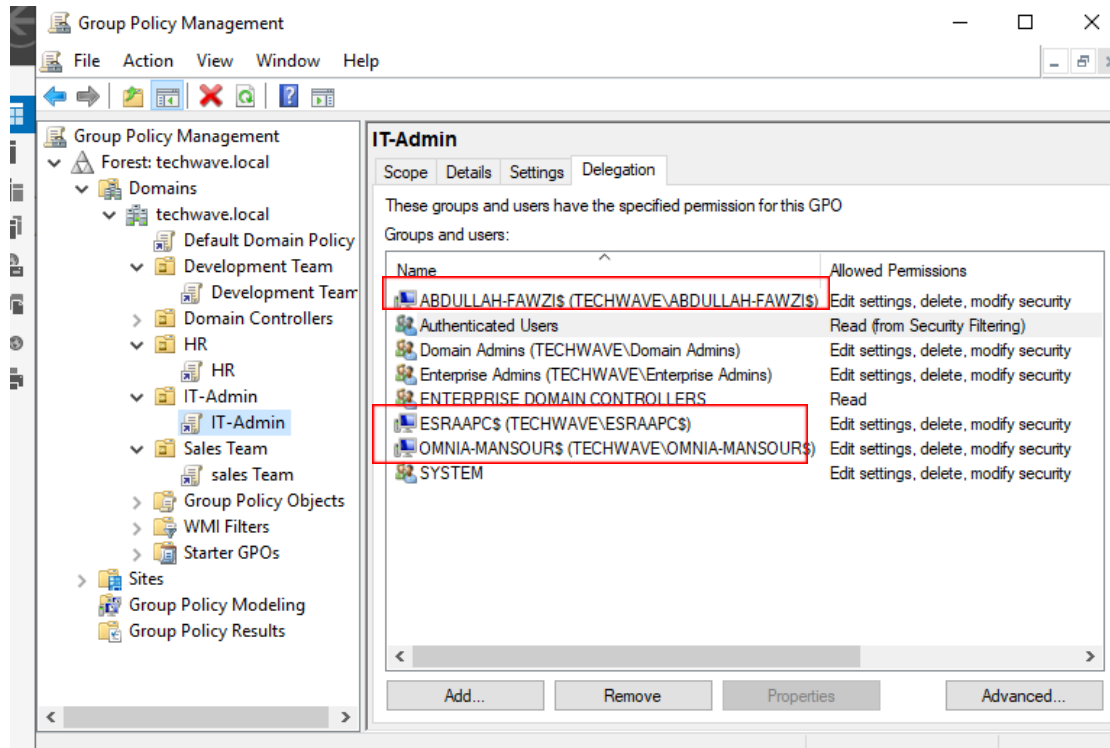 Group Policy Management
File Action View Window Help
Group Policy Management
Forest: techwave.local
Domains
techwave.local
Default Domain Policy
Development Team
Development Team
Domain Controllers
HR
HR
IT-Admin
IT-Admin
Sales Team
sales Team
Group Policy Objects
WMI Filters
Starter GPOs
Sites
Group Policy Modeling
Group Policy Results
IT-Admin
Scope Details Settings Delegation
These groups and users have the specified permission for this GPO
Groups and users:
Name Allowed Permissions
ABDULLAH-FAWZI$ (TECHWAVE\ABDULLAH-FAWZI$) Edit settings, delete, modify security
Authenticated Users Read (from Security Filtering)
Domain Admins (TECHWAVE\Domain Admins) Edit settings, delete, modify security
Enterprise Admins (TECHWAVE\Enterprise Admins) Edit settings, delete, modify security
ENTERPRISE DOMAIN CONTROLLERS Read
ESRAAPC$ (TECHWAVE\ESRAAPC$) Edit settings, delete, modify security
OMNIA-MANSOUR$ (TECHWAVE\OMNIA-MANSOUR$) Edit settings, delete, modify security
SYSTEM Edit settings, delete, modify security
Add... Remove Properties Advanced...